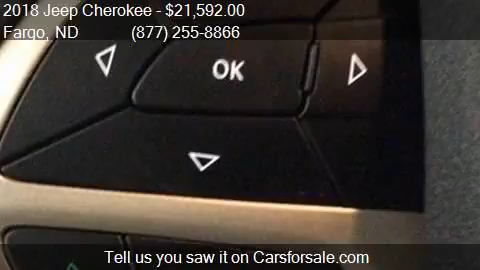 2018 Jeep Cherokee - $21,592.00
Fargo, ND (877) 255-8866
OK
Tell us you saw it on Carsforsale.com